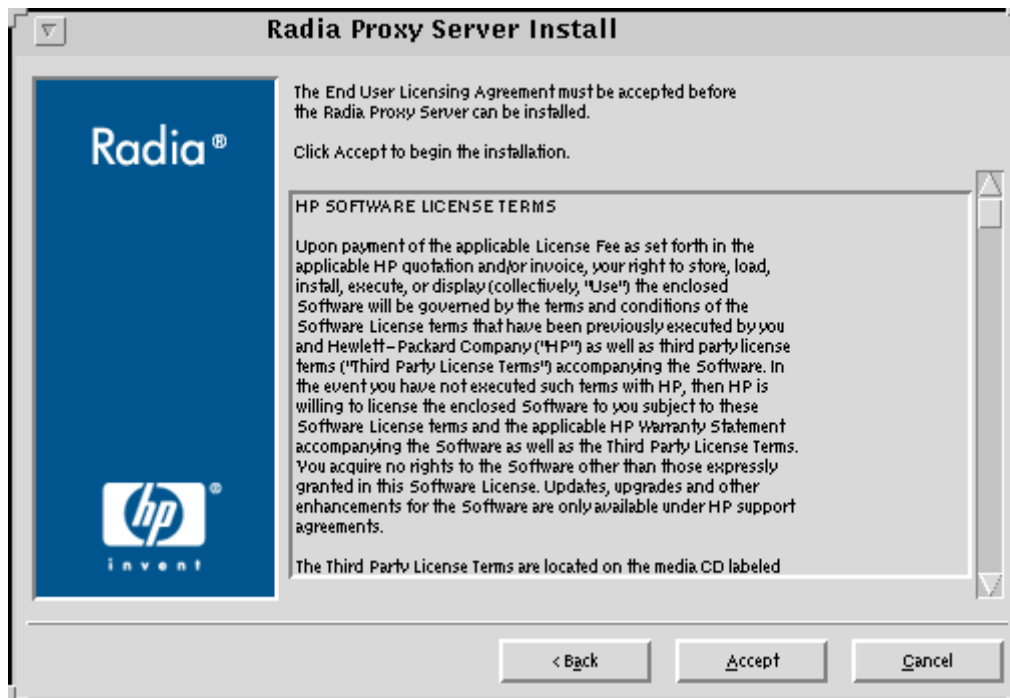 Radia Proxy Server Install
Radia®
The End User Licensing Agreement must be accepted before
the Radia Proxy Server can be installed.
Click Accept to begin the installation.
HP SOFTWARE LICENSE TERMS
Upon payment of the applicable License Fee as set forth in the
applicable HP quotation and/or invoice, your right to store, load,
install, execute, or display (collectively, "Use") the enclosed
Software will be governed by the terms and conditions of the
Software License terms that have been previously executed by you
and Hewlett-Packard Company ("HP") as well as third party license
terms ("Third Party License Terms") accompanying the Software. In
the event you have not executed such terms with HP, then HP is
willing to license the enclosed Software to you subject to these
Software License terms and the applicable HP Warranty Statement
accompanying the Software as well as the Third Party License Terms.
You acquire no rights to the Software other than those expressly
granted in this Software License. Updates, upgrades and other
enhancements for the Software are only available under HP support
agreements.
The Third Party License Terms are located on the media CD labeled
hp®
invent
< Back
Accept
Cancel